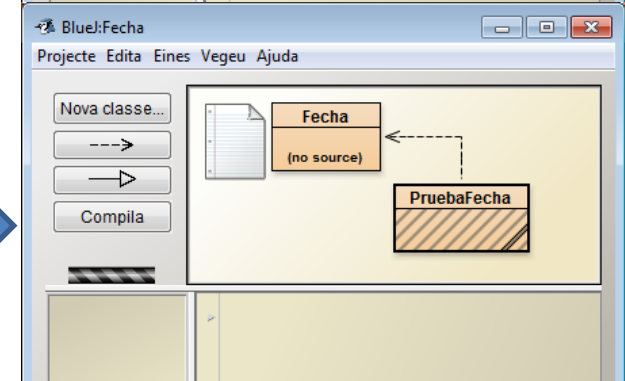 BlueJ:Fecha
Projecte Edita Eines Vegeu Ajuda
Nova classe...
Fecha
(no source)
PruebaFecha
Compila